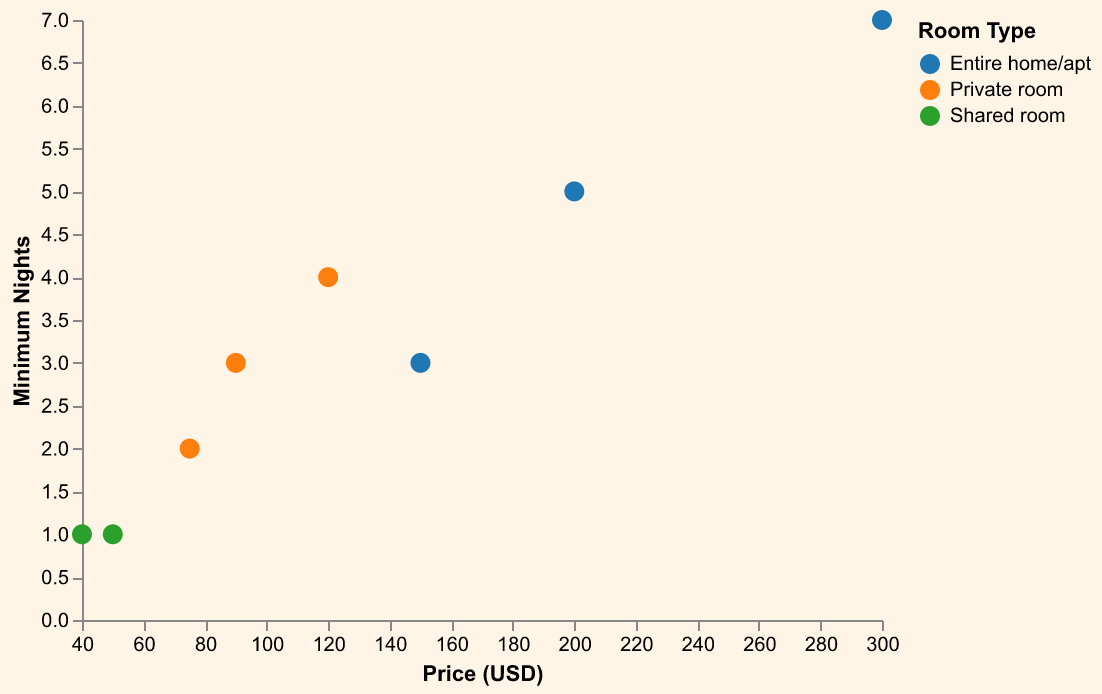 Room Type
Entire home/apt
Private room
Shared room
Minimum Nights
7.0
6.5
6.0
5.5
5.0
4.5
4.0
3.5
3.0
2.5
2.0
1.5
1.0
0.5
0.0
40 60 80 100 120 140 160 180 200 220 240 260 280 300
Price (USD)